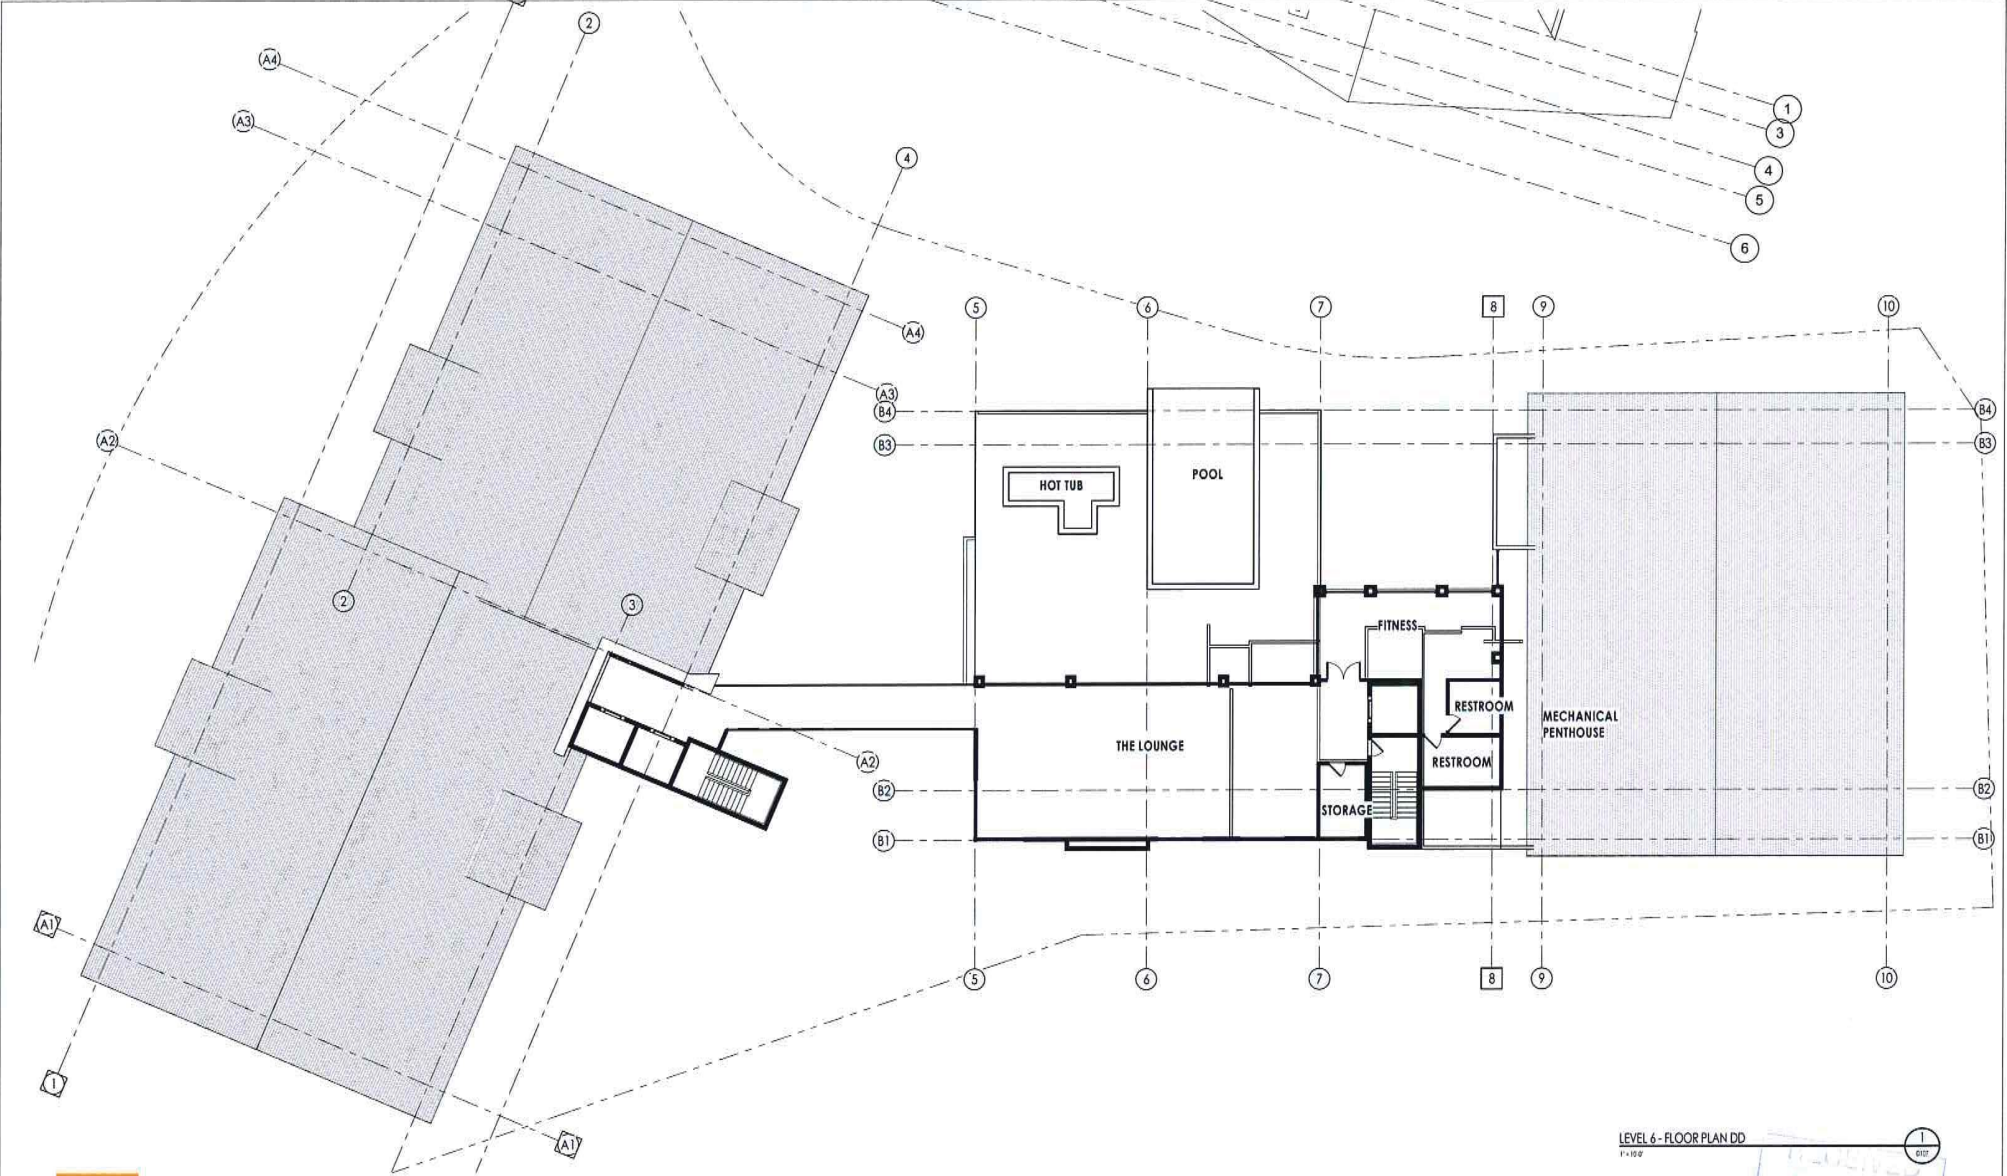 2
A4
A3
4
1
3
4
5
6
5
6
7
8
9
10
A4
A3
B4
B4
A2
B3
B3
HOT TUB
POOL
2
3
FITNESS
RESTROOM
MECHANICAL
PENTHOUSE
THE LOUNGE
A2
RESTROOM
B2
B2
STORAGE
B1
B1
A1
5
6
7
8
9
10
1
A1
LEVEL 6 - FLOOR PLAN DD
1